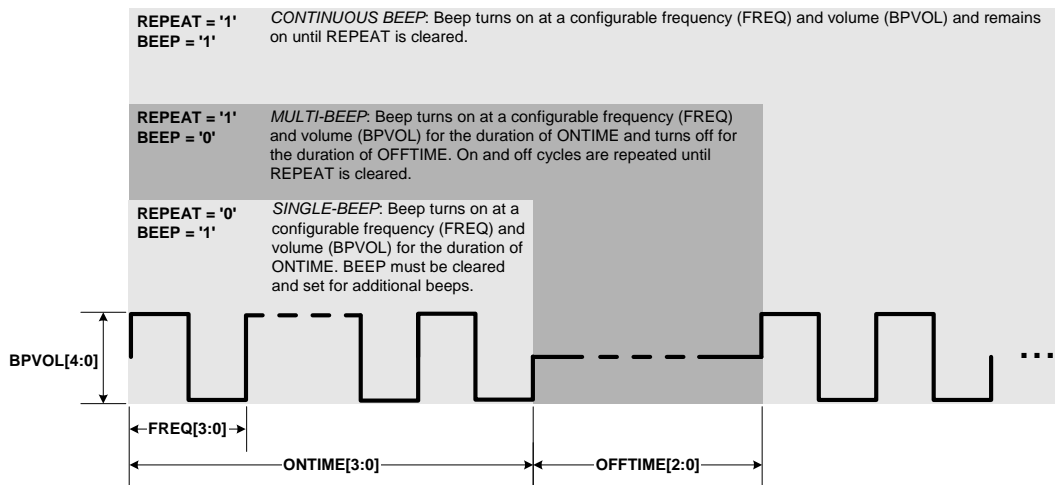 REPEAT = '1'
BEEP = '1'
CONTINUOUS BEEP: Beep turns on at a configurable frequency (FREQ) and volume (BPVOL) and remains
on until REPEAT is cleared.
REPEAT = '1'
BEEP = '0'
MULTI-BEEP: Beep turns on at a configurable frequency (FREQ)
and volume (BPVOL) for the duration of ONTIME and turns off for
the duration of OFFTIME. On and off cycles are repeated until
REPEAT is cleared.
REPEAT = '0'
BEEP = '1'
SINGLE-BEEP: Beep turns on at a
configurable frequency (FREQ) and
volume (BPVOL) for the duration of
ONTIME. BEEP must be cleared
and set for additional beeps.
BPVOL[4:0]
...
FREQ[3:0]
ONTIME[3:0]
OFFTIME[2:0]